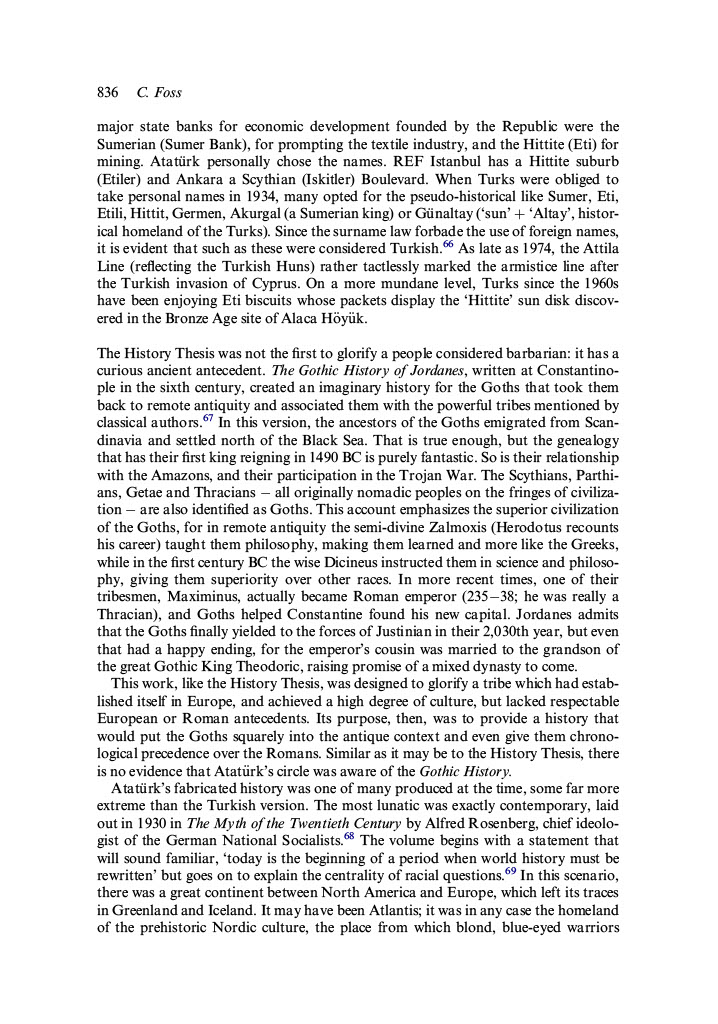 836 C. Foss
major state banks for economic development founded by the Republic were the
Sumerian (Sumer Bank), for prompting the textile industry, and the Hittite (Eti) for
mining. Atatürk personally chose the names. REF Istanbul has a Hittite suburb
(Etiler) and Ankara a Scythian (Iskitler) Boulevard. When Turks were obliged to
take personal names in 1934, many opted for the pseudo-historical like Sumer, Eti,
Etili, Hittit, Germen, Akurgal (a Sumerian king) or Günaltay (‘sun’ + ‘Altay’, histor-
ical homeland of the Turks). Since the surname law forbade the use of foreign names,
it is evident that such as these were considered Turkish.66 As late as 1974, the Attila
Line (reflecting the Turkish Huns) rather tactlessly marked the armistice line after
the Turkish invasion of Cyprus. On a more mundane level, Turks since the 1960s
have been enjoying Eti biscuits whose packets display the ‘Hittite’ sun disk discov-
ered in the Bronze Age site of Alaca Höyük.
The History Thesis was not the first to glorify a people considered barbarian: it has a
curious ancient antecedent. The Gothic History of Jordanes, written at Constantino-
ple in the sixth century, created an imaginary history for the Goths that took them
back to remote antiquity and associated them with the powerful tribes mentioned by
classical authors.67 In this version, the ancestors of the Goths emigrated from Scan-
dinavia and settled north of the Black Sea. That is true enough, but the genealogy
that has their first king reigning in 1490 BC is purely fantastic. So is their relationship
with the Amazons, and their participation in the Trojan War. The Scythians, Parthi-
ans, Getae and Thracians – all originally nomadic peoples on the fringes of civiliza-
tion – are also identified as Goths. This account emphasizes the superior civilization
of the Goths, for in remote antiquity the semi-divine Zalmoxis (Herodotus recounts
his career) taught them philosophy, making them learned and more like the Greeks,
while in the first century BC the wise Dicineus instructed them in science and philoso-
phy, giving them superiority over other races. In more recent times, one of their
tribesmen, Maximinus, actually became Roman emperor (235–38; he was really a
Thracian), and Goths helped Constantine found his new capital. Jordanes admits
that the Goths finally yielded to the forces of Justinian in their 2,030th year, but even
that had a happy ending, for the emperor’s cousin was married to the grandson of
the great Gothic King Theodoric, raising promise of a mixed dynasty to come.
This work, like the History Thesis, was designed to glorify a tribe which had estab-
lished itself in Europe, and achieved a high degree of culture, but lacked respectable
European or Roman antecedents. Its purpose, then, was to provide a history that
would put the Goths squarely into the antique context and even give them chrono-
logical precedence over the Romans. Similar as it may be to the History Thesis, there
is no evidence that Atatürk’s circle was aware of the Gothic History.
Atatürk’s fabricated history was one of many produced at the time, some far more
extreme than the Turkish version. The most lunatic was exactly contemporary, laid
out in 1930 in The Myth of the Twentieth Century by Alfred Rosenberg, chief ideolo-
gist of the German National Socialists.68 The volume begins with a statement that
will sound familiar, ‘today is the beginning of a period when world history must be
rewritten’ but goes on to explain the centrality of racial questions.69 In this scenario,
there was a great continent between North America and Europe, which left its traces
in Greenland and Iceland. It may have been Atlantis; it was in any case the homeland
of the prehistoric Nordic culture, the place from which blond, blue-eyed warriors